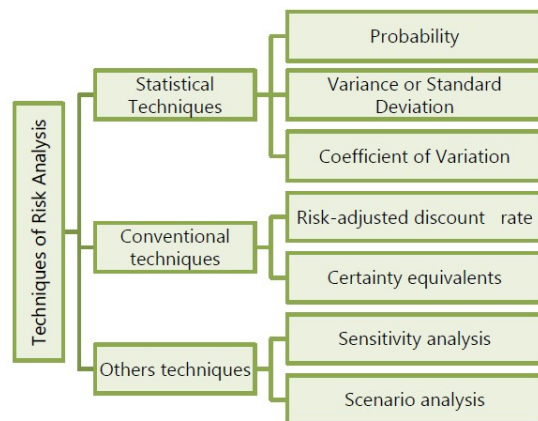 Techniques of Risk Analysis
Statistical
Techniques
Probability
Variance or Standard
Deviation
Coefficient of Variation
Conventional
techniques
Risk-adjusted discount rate
Certainty equivalents
Others techniques
Sensitivity analysis
Scenario analysis